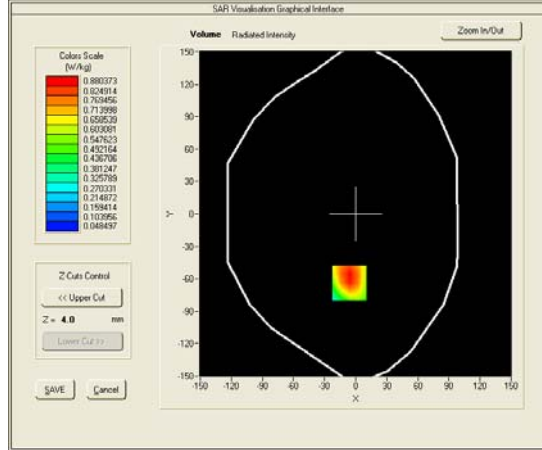 SAR Visualisation Graphical Interface
Volume Radiated Intensity
Zoom In/Out
Colors Scale
(W/kg)
0.880373
0.824914
0.769456
0.713998
0.658539
0.603081
0.547623
0.492164
0.436706
0.381247
0.325789
0.270331
0.214872
0.159414
0.103956
0.048497
Z-Cuts Control
<< Upper Cut
Z = 4.0 mm
Lower Cut >>
SAVE Cancel
150
120
90
60
30
0
-30
-60
-90
-120
-150
Y
-150 -120 -90 -60 -30 0 30 60 90 120 150
X